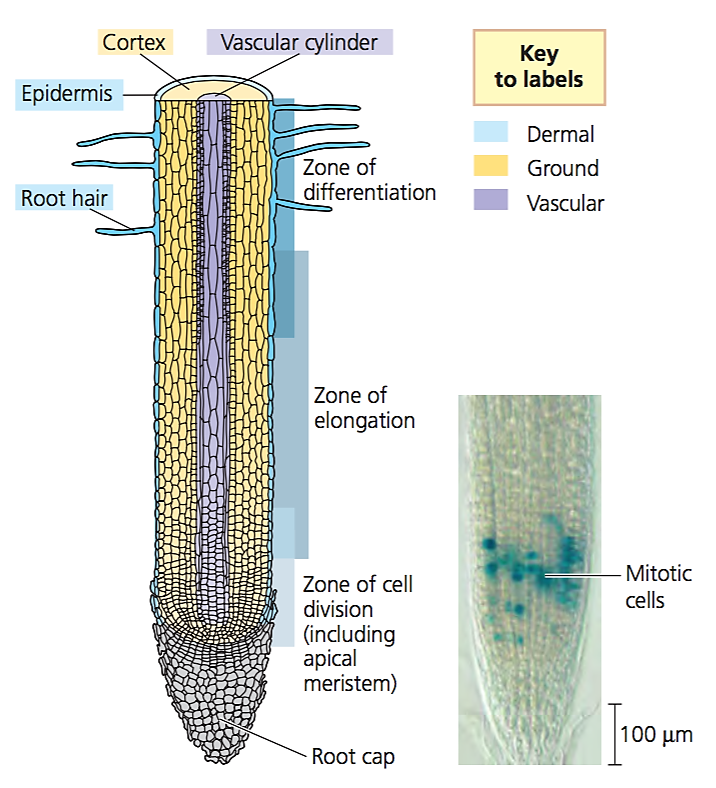 Cortex
Vascular cylinder
Epidermis
Root hair
Zone of
differentiation
Zone of
elongation
Zone of cell
division
(including
apical
meristem)
Root cap
Key
to labels
Dermal
Ground
Vascular
Mitotic
cells
100 μm